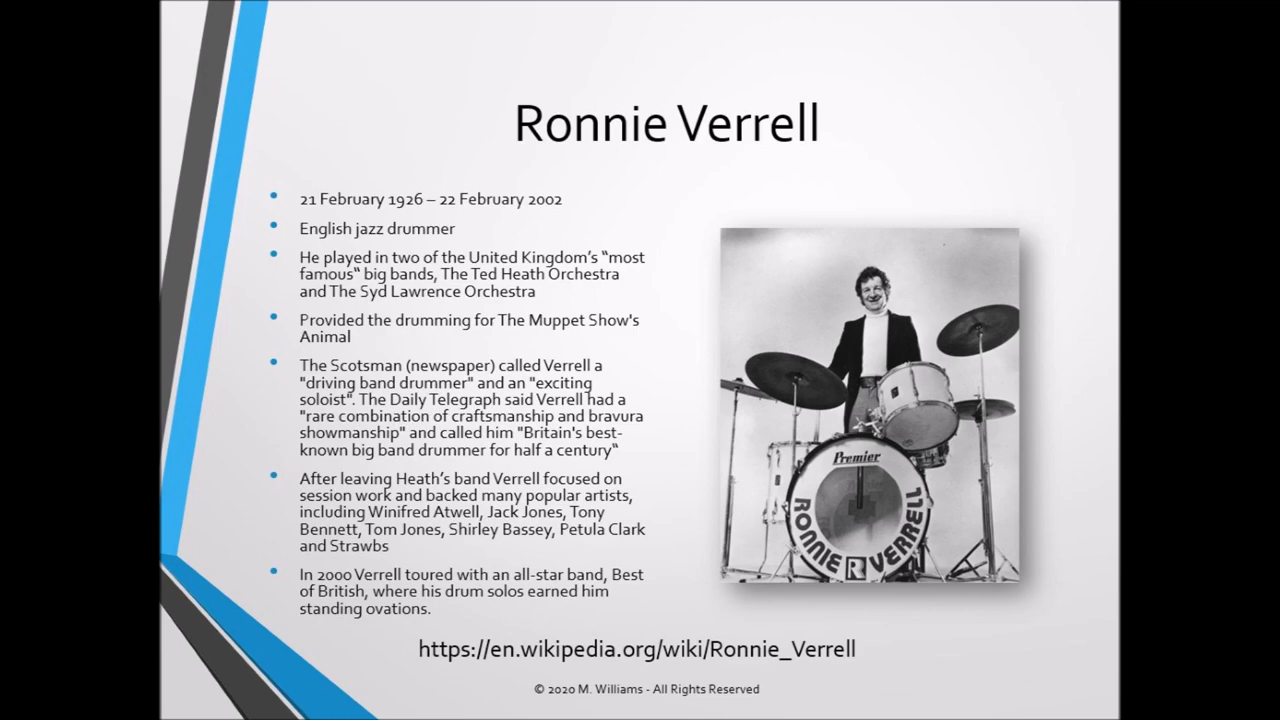 Ronnie Verrell
21 February 1926 – 22 February 2002
English jazz drummer
He played in two of the United Kingdom's “most
famous“ big bands, The Ted Heath Orchestra
and The Syd Lawrence Orchestra
Provided the drumming for The Muppet Show's
Animal
The Scotsman (newspaper) called Verrell a
"driving band drummer" and an "exciting
soloist". The Daily Telegraph said Verrell had a
"rare combination of craftsmanship and bravura
showmanship" and called him "Britain's best-
known big band drummer for half a century“
After leaving Heath's band Verrell focused on
session work and backed many popular artists,
including Winifred Atwell, Jack Jones, Tony
Bennett, Tom Jones, Shirley Bassey, Petula Clark
and Strawbs
In 2000 Verrell toured with an all-star band, Best
of British, where his drum solos earned him
standing ovations.
Premier
RONNIE R VERRELL
https://en.wikipedia.org/wiki/Ronnie_Verrell
© 2020 M. Williams - All Rights Reserved